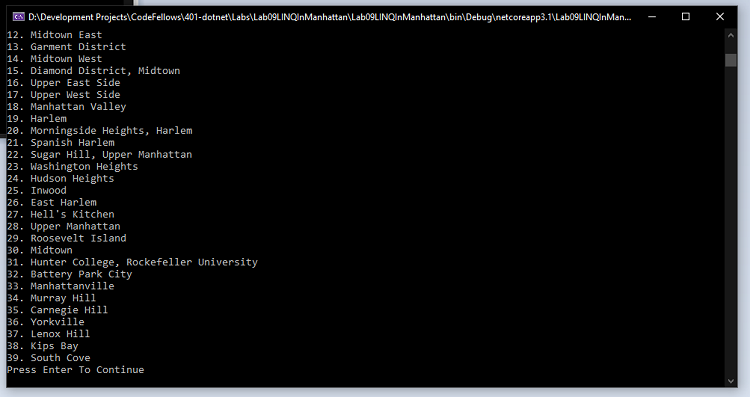 D:\Development Projects\CodeFellows\401-dotnet\Labs\Lab09LINQInManhattan\Lab09LINQInManhattan\bin\Debug\netcoreapp3.1\Lab09LINQInMan...
12. Midtown East
13. Garment District
14. Midtown West
15. Diamond District, Midtown
16. Upper East Side
17. Upper West Side
18. Manhattan Valley
19. Harlem
20. Morningside Heights, Harlem
21. Spanish Harlem
22. Sugar Hill, Upper Manhattan
23. Washington Heights
24. Hudson Heights
25. Inwood
26. East Harlem
27. Hell's Kitchen
28. Upper Manhattan
29. Roosevelt Island
30. Midtown
31. Hunter College, Rockefeller University
32. Battery Park City
33. Manhattanville
34. Murray Hill
35. Carnegie Hill
36. Yorkville
37. Lenox Hill
38. Kips Bay
39. South Cove
Press Enter To Continue